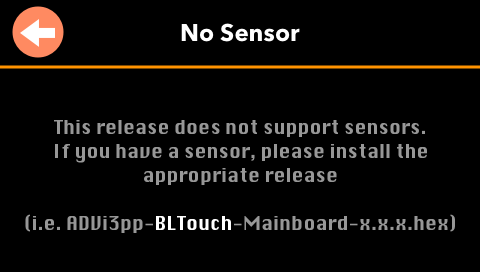 No Sensor
This release does not support sensors.
If you have a sensor, please install the
appropriate release
(i.e. ADVi3pp-BLTouch-Mainboard-x.x.x.hex)